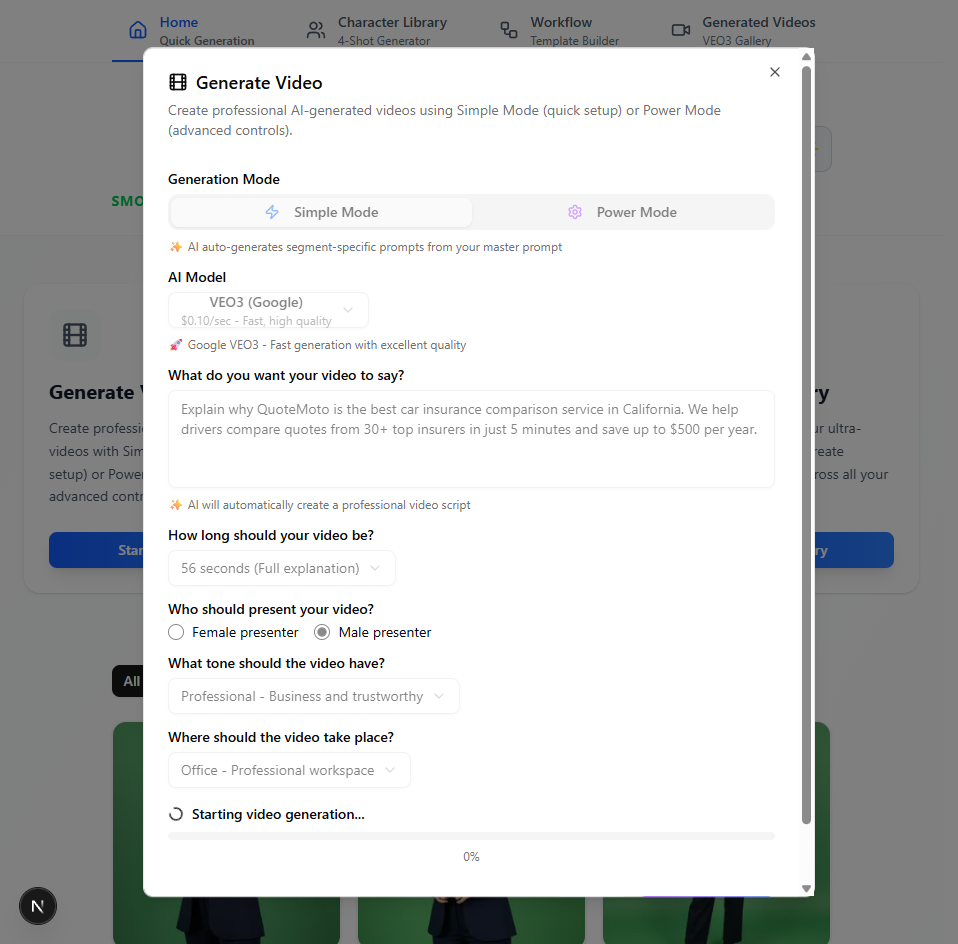 Home
Quick Generation
Character Library
4-Shot Generator
Workflow
Template Builder
Generated Videos
VEO3 Gallery
Generate Video
Create professional AI-generated videos using Simple Mode (quick setup) or Power Mode
(advanced controls).
SMO
Generation Mode
Simple Mode
Power Mode
✨ AI auto-generates segment-specific prompts from your master prompt
AI Model
VEO3 (Google)
$0.10/sec - Fast, high quality
🚀 Google VEO3 - Fast generation with excellent quality
What do you want your video to say?
Explain why QuoteMoto is the best car insurance comparison service in California. We help
drivers compare quotes from 30+ top insurers in just 5 minutes and save up to $500 per year.
✨ AI will automatically create a professional video script
How long should your video be?
56 seconds (Full explanation)
Who should present your video?
Female presenter
Male presenter
What tone should the video have?
Professional - Business and trustworthy
Where should the video take place?
Office - Professional workspace
Starting video generation...
0%
Generate
Create profess
videos with Sim
setup) or Powe
advanced contr
Star
ry
ur ultra-
reate
ross all your
ry
All
N